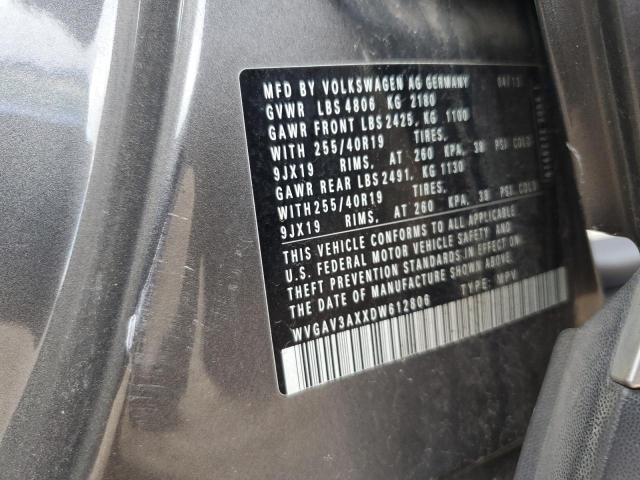 MFD BY VOLKSWAGEN AG GERMANY 04/13
GVWR LBS 4806 KG 2180
GAWR FRONT LBS 2425, KG 1100
WITH 255/40R19 TIRES.
9JX19 RIMS. AT 260 KPA, 38 PSI COLD
GAWR REAR LBS 2491, KG 1130
WITH 255/40R19 TIRES.
9JX19 RIMS. AT 260 KPA, 38 PSI COLD
THIS VEHICLE CONFORMS TO ALL APPLICABLE
U.S. FEDERAL MOTOR VEHICLE SAFETY AND
THEFT PREVENTION STANDARDS IN EFFECT ON
THE DATE OF MANUFACTURE SHOWN ABOVE.
WVGAV3AXXDW612806 TYPE: MPV